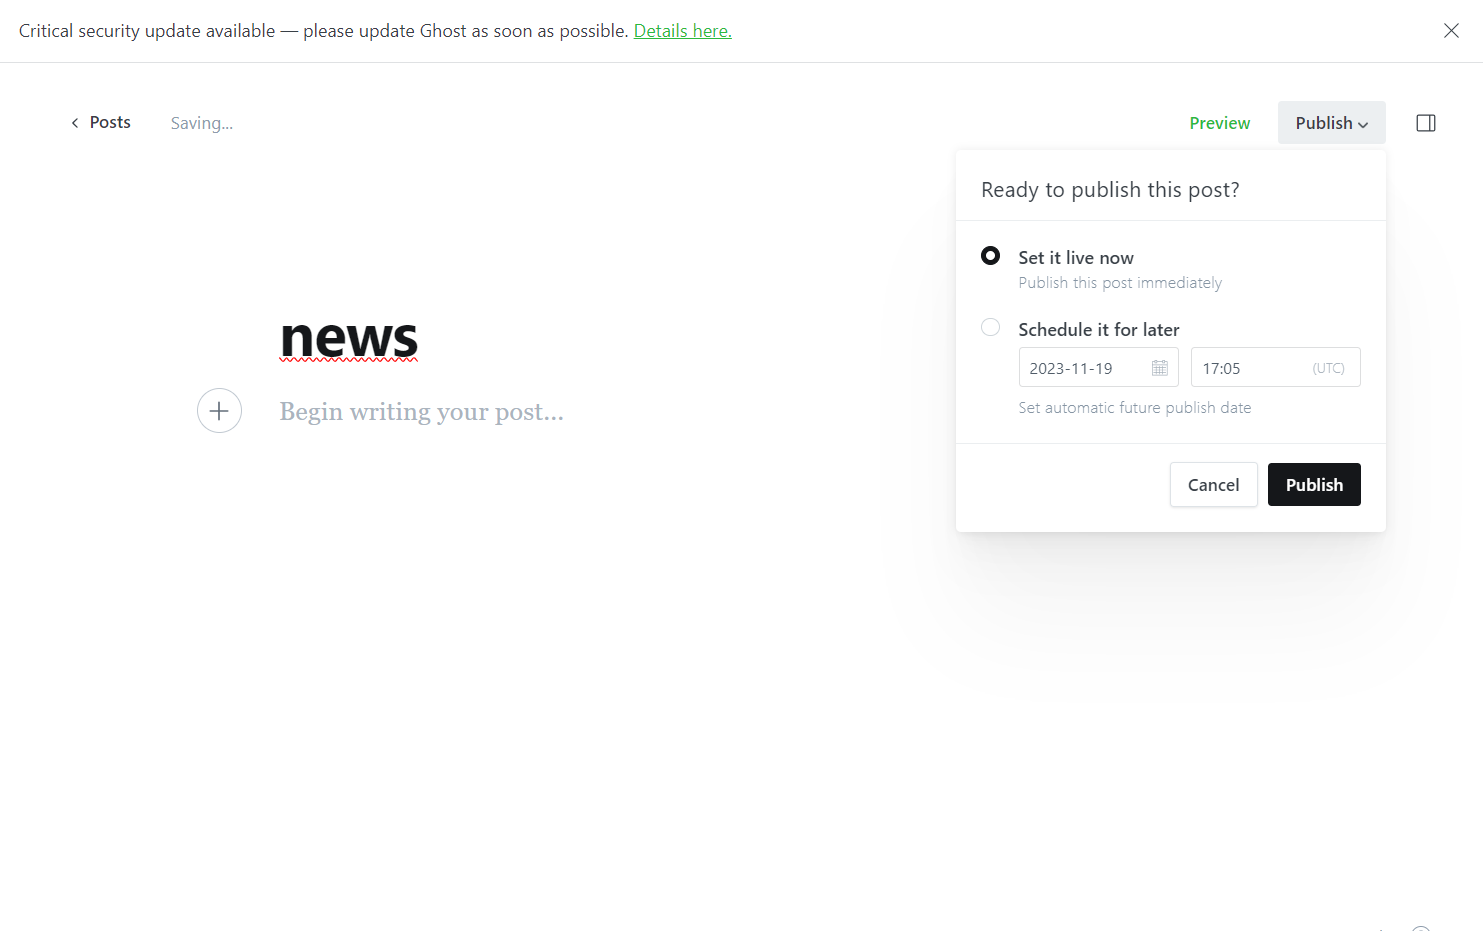 Critical security update available — please update Ghost as soon as possible. Details here.
Posts
Saving...
Preview
Publish
Ready to publish this post?
Set it live now
Publish this post immediately
Schedule it for later
2023-11-19
17:05
(UTC)
Set automatic future publish date
Cancel
Publish
news
Begin writing your post...